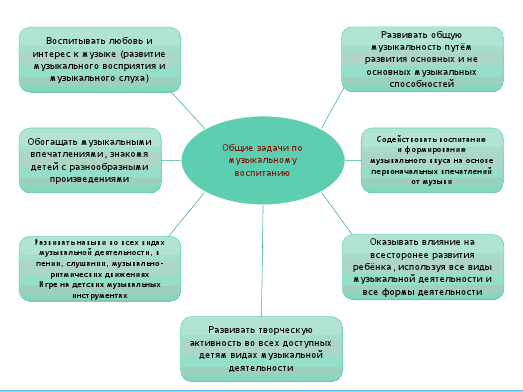 Воспитывать любовь и
интерес к музыке (развитие
музыкального восприятия и
музыкального слуха)
Развивать общую
музыкальность путём
развития основных и не
основных музыкальных
способностей
Общие задачи по
музыкальному
воспитанию
Обогащать музыкальными
впечатлениями, знакомя
детей с разнообразными
произведениями
Содействовать воспитанию
и формированию
музыкального вкуса на основе
первоначальных впечатлений
от музыки
Развивать навыки во всех видах
музыкальной деятельности, в
пении, слушании, музыкально-
ритмических движениях
Игре на детских музыкальных
инструментах
Оказывать влияние на
всесторонее развития
ребёнка, используя все виды
музыкальной деятельности и
все формы деятельности
Развивать творческую
активность во всех доступных
детям видах музыкальной
деятельности